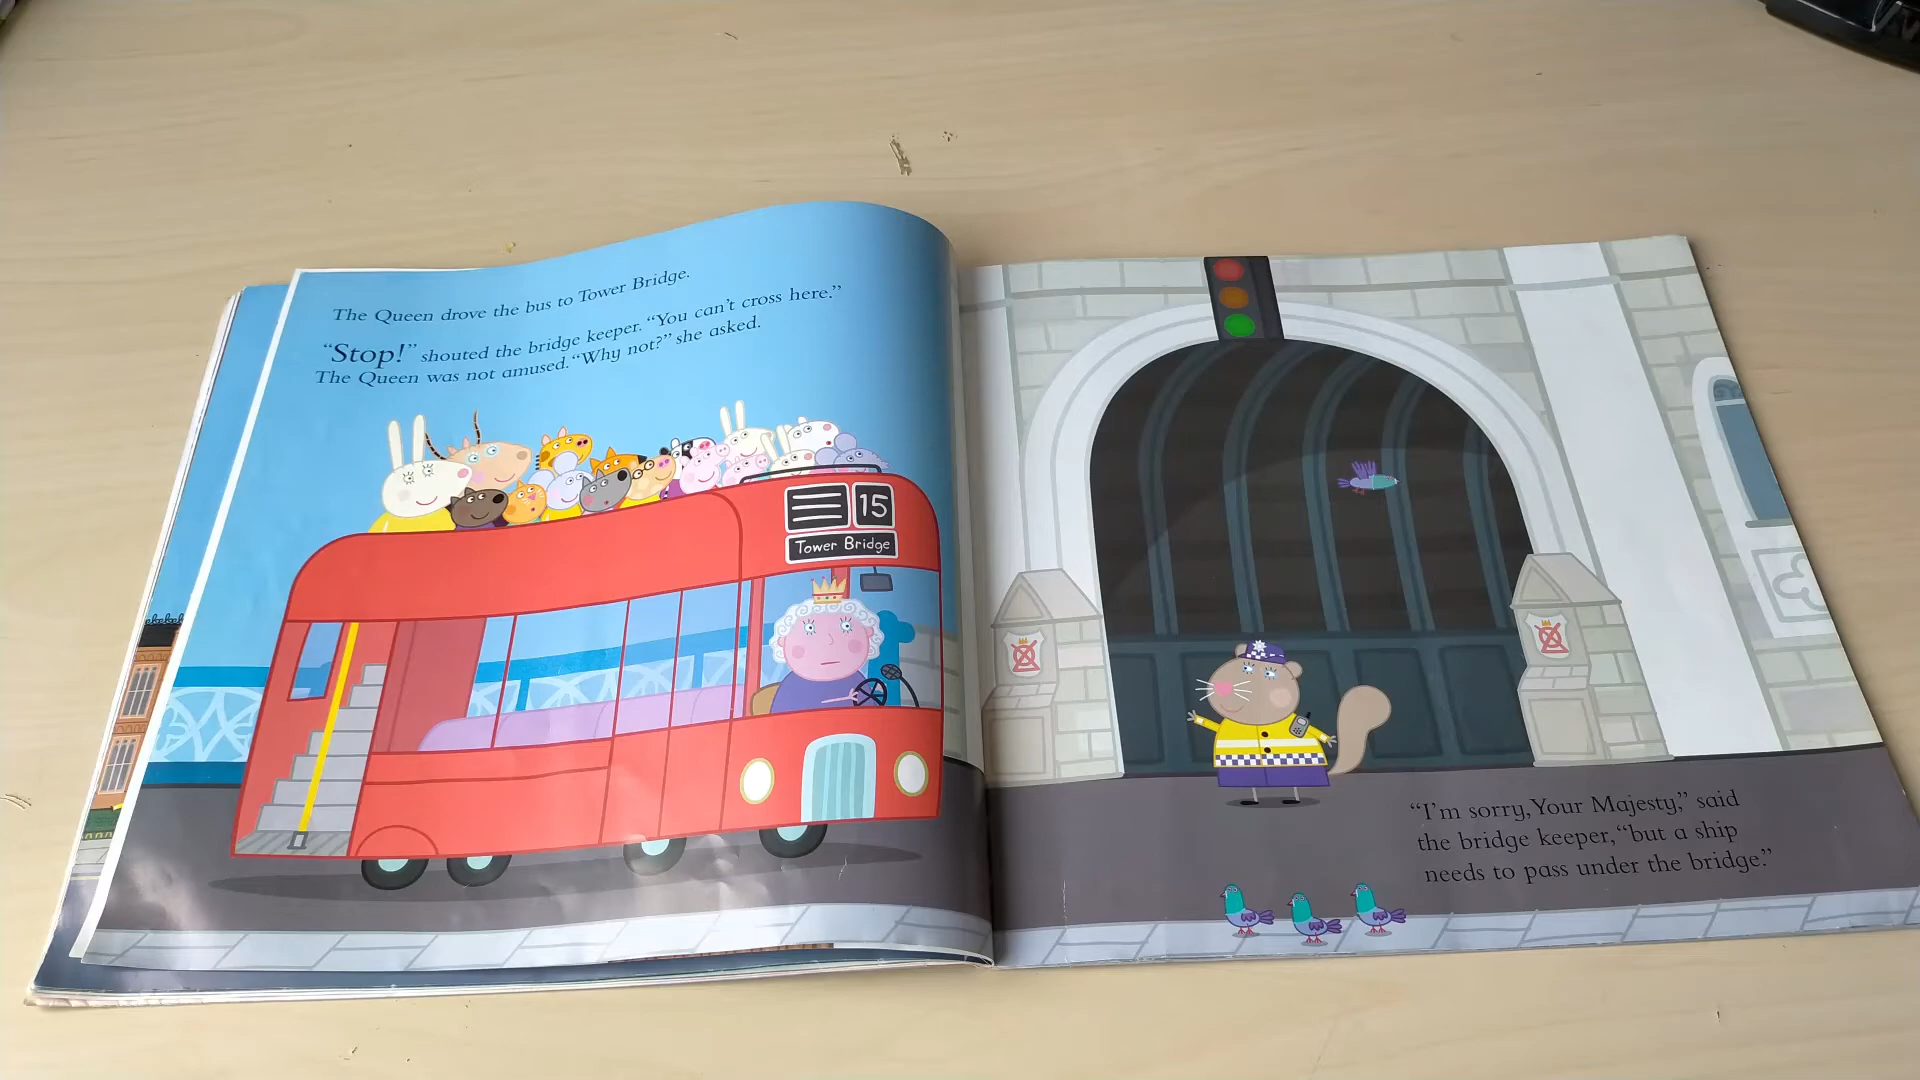 The Queen drove the bus to Tower Bridge.
“Stop!” shouted the bridge keeper. “You can’t cross here.”
The Queen was not amused. “Why not?” she asked.
15
Tower Bridge
“I’m sorry, Your Majesty,” said
the bridge keeper, “but a ship
needs to pass under the bridge.”